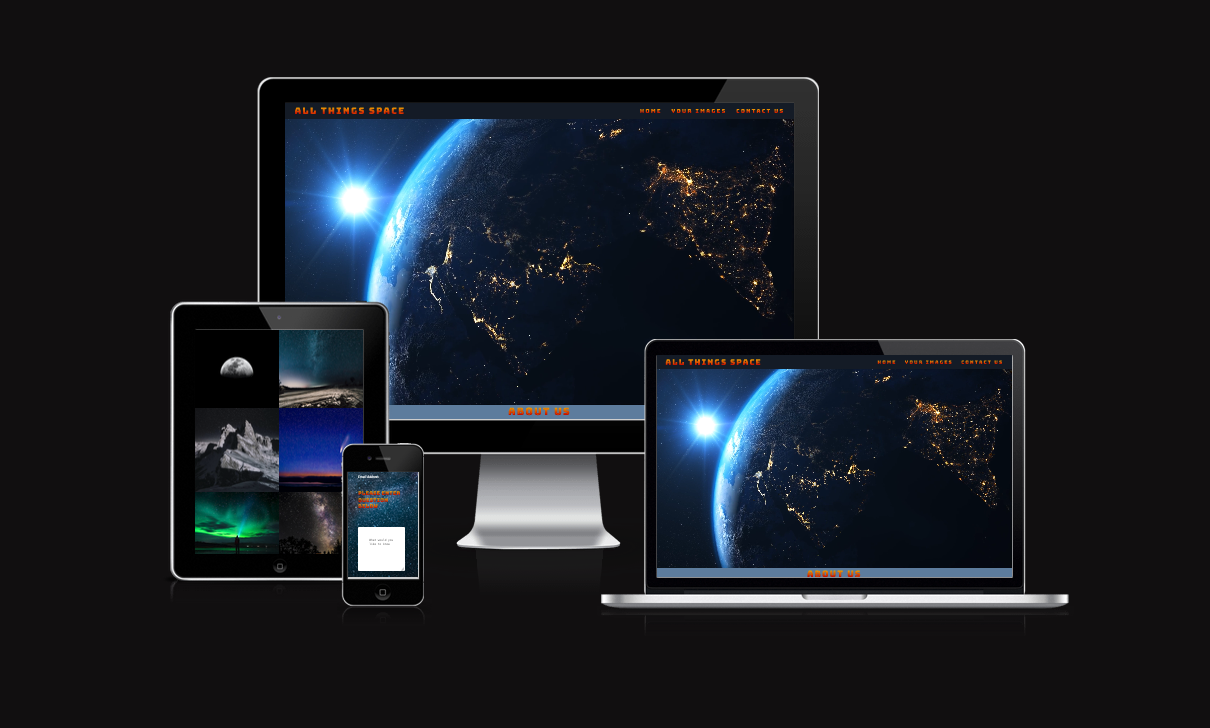 ALL THINGS SPACE
HOME YOUR IMAGES CONTACT US
ABOUT US
ALL THINGS SPACE
HOME YOUR IMAGES CONTACT US
ABOUT US
Email Address
What would you
like to know